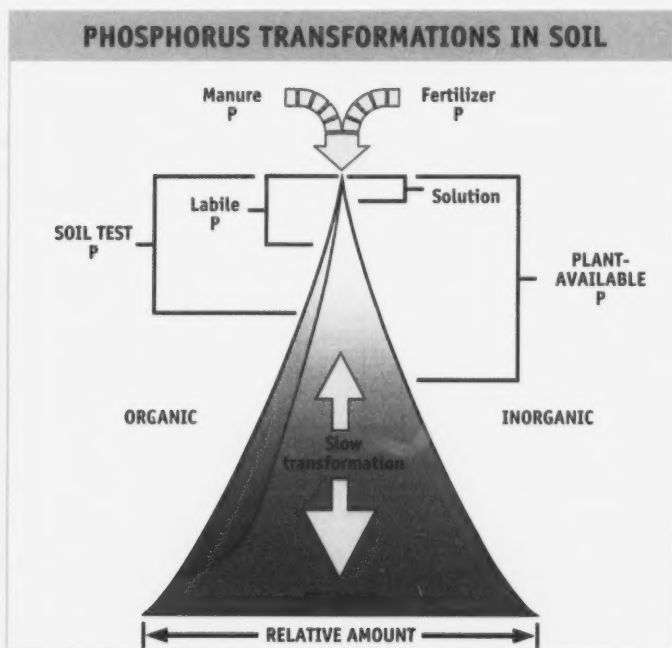 PHOSPHORUS TRANSFORMATIONS IN SOIL
Manure
P
Fertilizer
P
Labile
P
Solution
SOIL TEST
P
PLANT-
AVAILABLE
P
ORGANIC
INORGANIC
Slow
transformation
RELATIVE AMOUNT